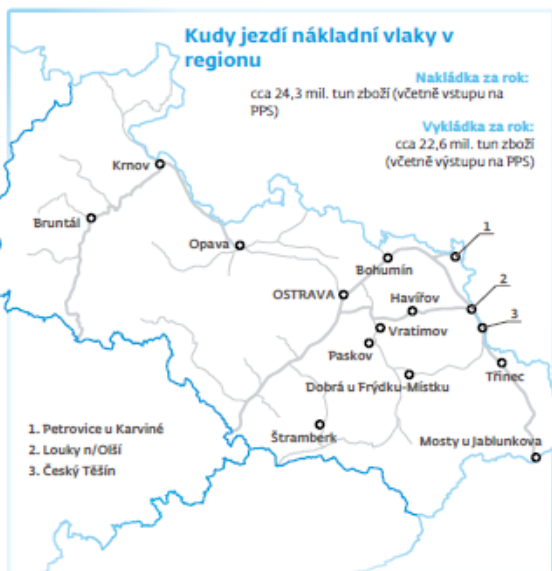 Kudy jezdí nákladní vlaky v
regionu
Nakládka za rok:
cca 24,3 mil. tun zboží (včetně vstupu na
PPS)
Vykládka za rok:
cca 22,6 mil. tun zboží
(včetně výstupu na PPS)
Krnov
Bruntál
Opava
1
Bohumín
2
OSTRAVA
Havířov
3
Vratimov
Paskov
Třinec
Dobrá u Frýdku-Místku
Štramberk
Mosty u Jablunkova
1. Petrovice u Karviné
2. Louky n/Olší
3. Český Těšín